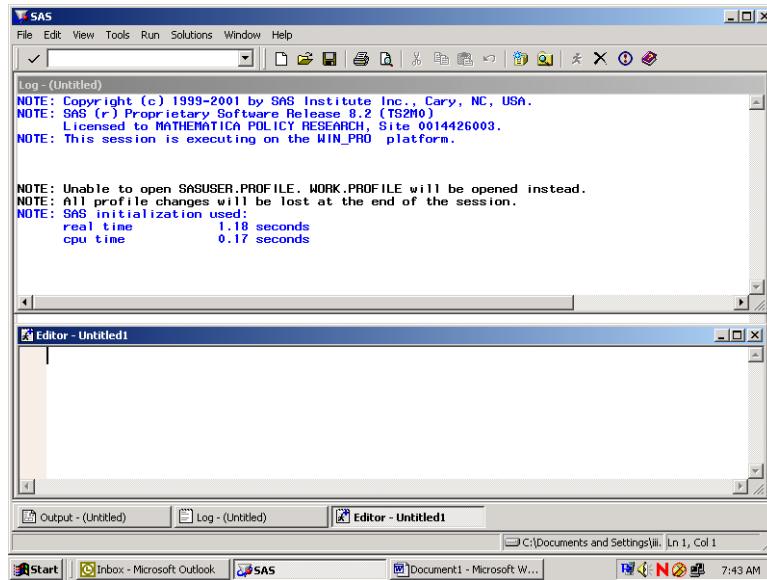 SAS
File Edit View Tools Run Solutions Window Help
Log - (Untitled)
NOTE: Copyright (c) 1999-2001 by SAS Institute Inc., Cary, NC, USA.
NOTE: SAS (r) Proprietary Software Release 8.2 (TS2M0)
Licensed to MATHEMATICA POLICY RESEARCH, Site 0014426003.
NOTE: This session is executing on the WIN_PRO platform.
NOTE: Unable to open SASUSER.PROFILE. WORK.PROFILE will be opened instead.
NOTE: All profile changes will be lost at the end of the session.
NOTE: SAS initialization used:
real time 1.18 seconds
cpu time 0.17 seconds
Editor - Untitled1
Output - (Untitled) Log - (Untitled) Editor - Untitled1
C:\Documents and Settings\iii. Ln 1, Col 1
Start Inbox - Microsoft Outlook SAS Document1 - Microsoft W... N 7:43 AM